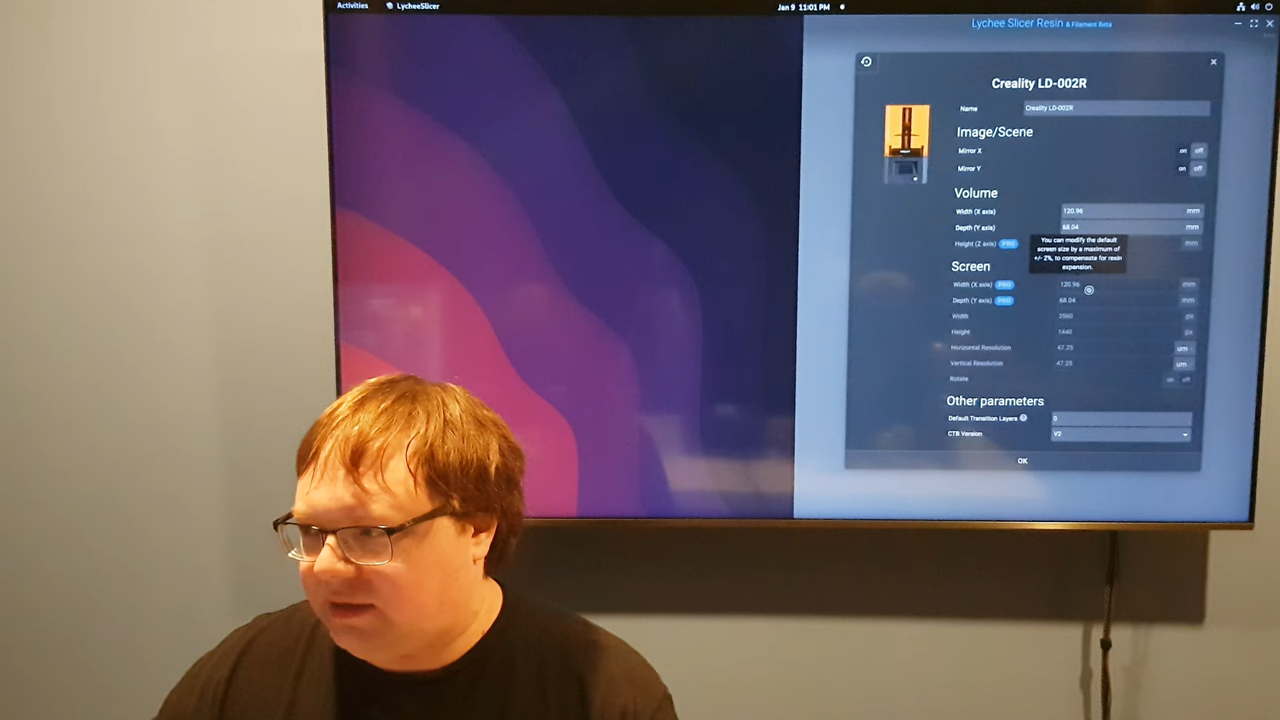 Activities LycheeSlicer Jan 9 11:01 PM
Lychee Slicer Resin & Filament Beta
Creality LD-002R
Name Creality LD-002R
Image/Scene
Mirror X on off
Mirror Y on off
Volume
Width (X axis) 120.96 mm
Depth (Y axis) 68.04 mm
Height (Z axis) PRO mm
You can modify the default
screen size by a maximum of
+/- 2%, to compensate for resin
expansion.
Screen
Width (X axis) PRO 120.96 mm
Depth (Y axis) PRO 68.04 mm
Width 2560 px
Height 1440 px
Horizontal Resolution 47.25 um
Vertical Resolution 47.25 um
Rotate on off
Other parameters
Default Transition Layers ? 0
CTB Version V2
OK